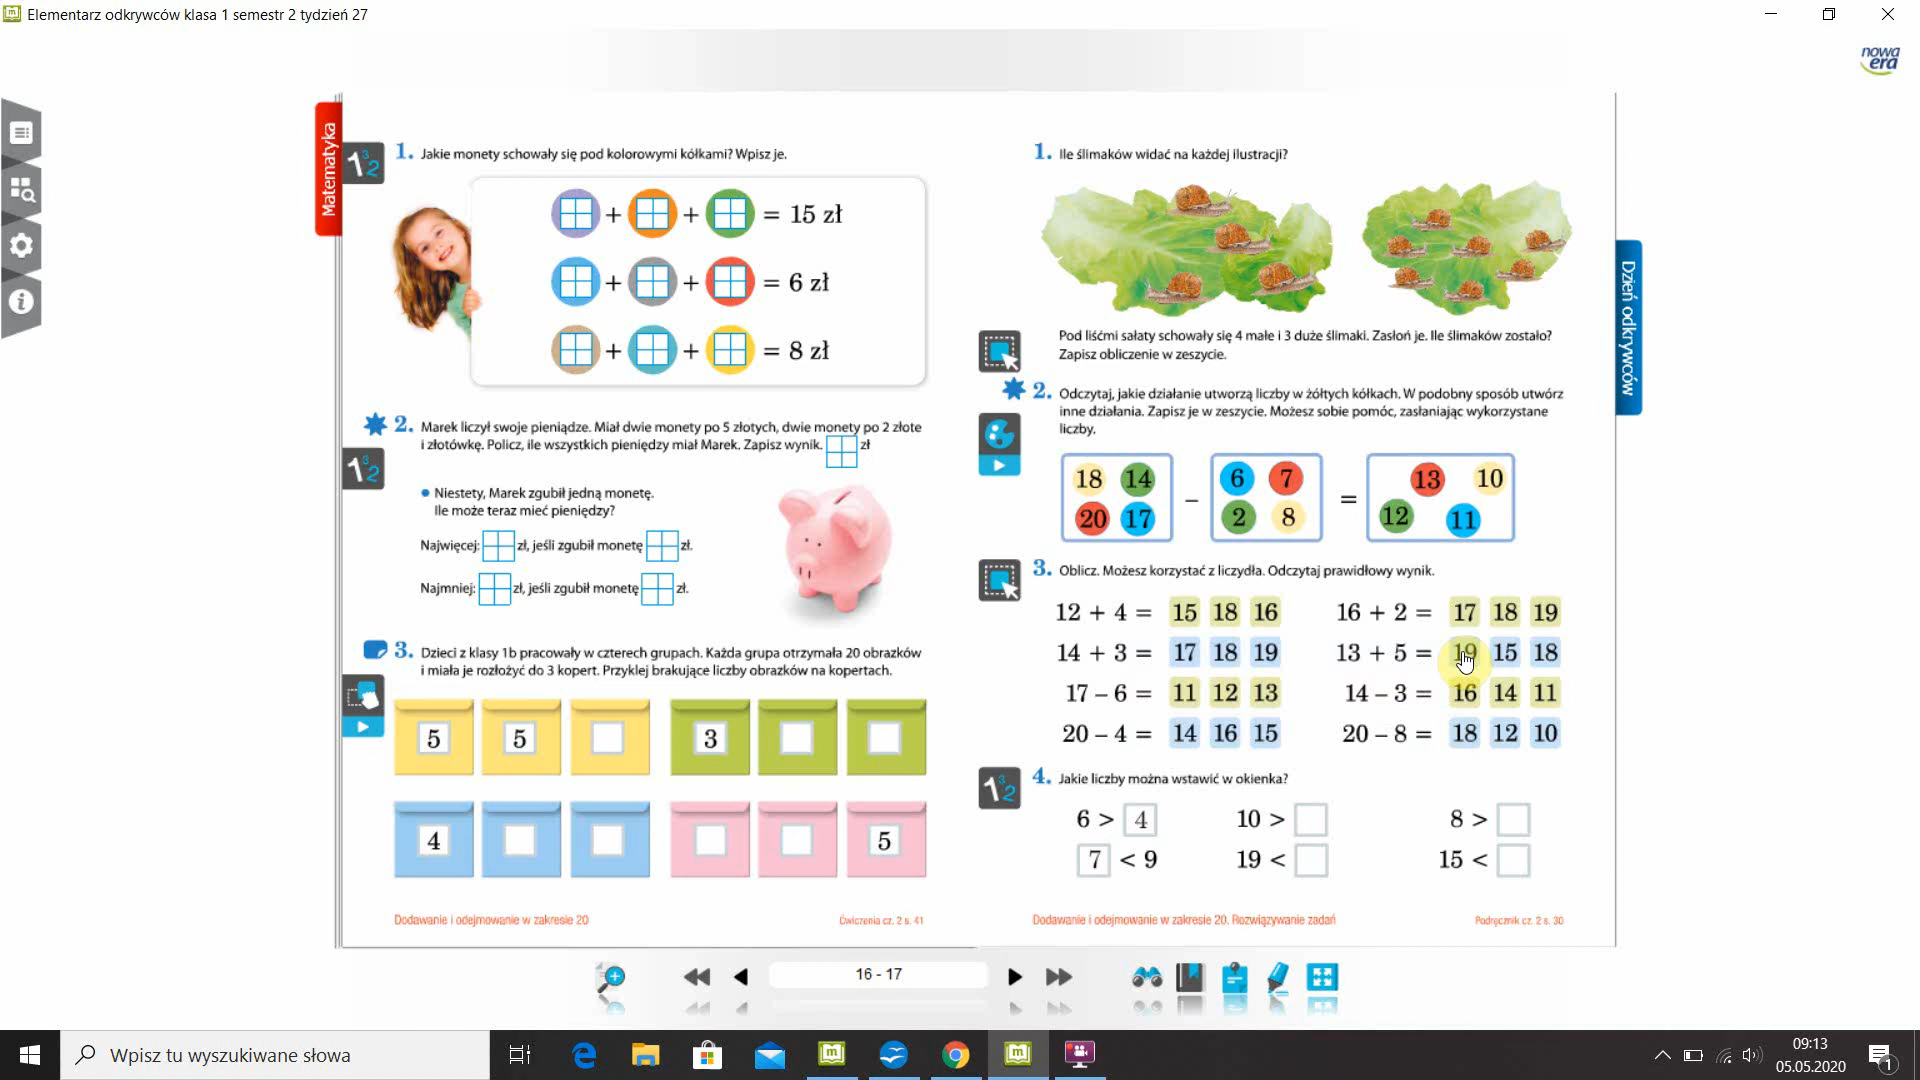 Elementarz odkrywców klasa 1 semestr 2 tydzień 27
nowa
era
Matematyka
1. Jakie monety schowały się pod kolorowymi kółkami? Wpisz je.
+ + = 15 zł
+ + = 6 zł
+ + = 8 zł
2. Marek liczył swoje pieniądze. Miał dwie monety po 5 złotych, dwie monety po 2 złote
i złotówkę. Policz, ile wszystkich pieniędzy miał Marek. Zapisz wynik. zł
• Niestety, Marek zgubił jedną monetę.
Ile może teraz mieć pieniędzy?
Najwięcej: zł, jeśli zgubił monetę zł.
Najmniej: zł, jeśli zgubił monetę zł.
3. Dzieci z klasy 1b pracowały w czterech grupach. Każda grupa otrzymała 20 obrazków
i miała je rozłożyć do 3 kopert. Przyklej brakujące liczby obrazków na kopertach.
5 5 3
4 5
Dodawanie i odejmowanie w zakresie 20
Ćwiczenia cz. 2 s. 41
1. Ile ślimaków widać na każdej ilustracji?
Pod liśćmi sałaty schowały się 4 małe i 3 duże ślimaki. Zasłoń je. Ile ślimaków zostało?
Zapisz obliczenie w zeszycie.
2. Odczytaj, jakie działanie utworzą liczby w żółtych kółkach. W podobny sposób utwórz
inne działania. Zapisz je w zeszycie. Możesz sobie pomóc, zasłaniając wykorzystane
liczby.
18 14 6 7 13 10
– =
20 17 2 8 12 11
3. Oblicz. Możesz korzystać z liczydła. Odczytaj prawidłowy wynik.
12 + 4 = 15 18 16 16 + 2 = 17 18 19
14 + 3 = 17 18 19 13 + 5 = 19 15 18
17 – 6 = 11 12 13 14 – 3 = 16 14 11
20 – 4 = 14 16 15 20 – 8 = 18 12 10
4. Jakie liczby można wstawić w okienka?
6 > 4 10 > 8 >
7 < 9 19 < 15 <
Dodawanie i odejmowanie w zakresie 20. Rozwiązywanie zadań
Podręcznik cz. 2 s. 30
Dzień odkrywców
16 - 17
Wpisz tu wyszukiwane słowa
09:13
05.05.2020
1